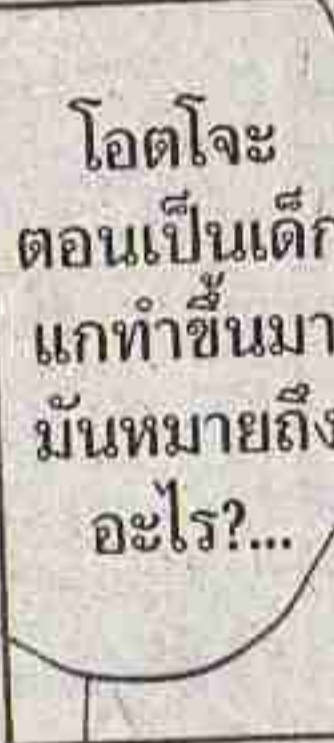 โอตโจะ
ตอนเป็นเด็ก
แกทำขึ้นมา
มันหมายถึง
อะไร?...